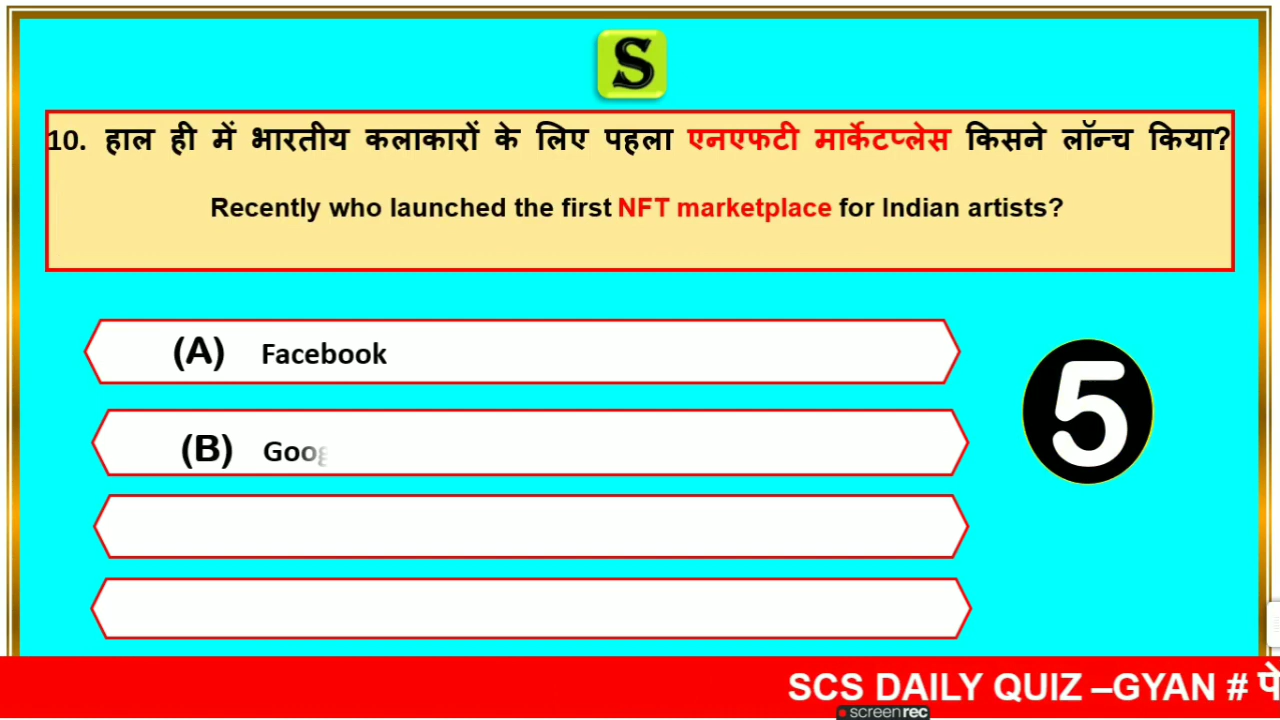 S
10. हाल ही में भारतीय कलाकारों के लिए पहला एनएफटी मार्केटप्लेस किसने लॉन्च किया?
Recently who launched the first NFT marketplace for Indian artists?
(A) Facebook
(B) Goog
5
SCS DAILY QUIZ –GYAN #
screenrec